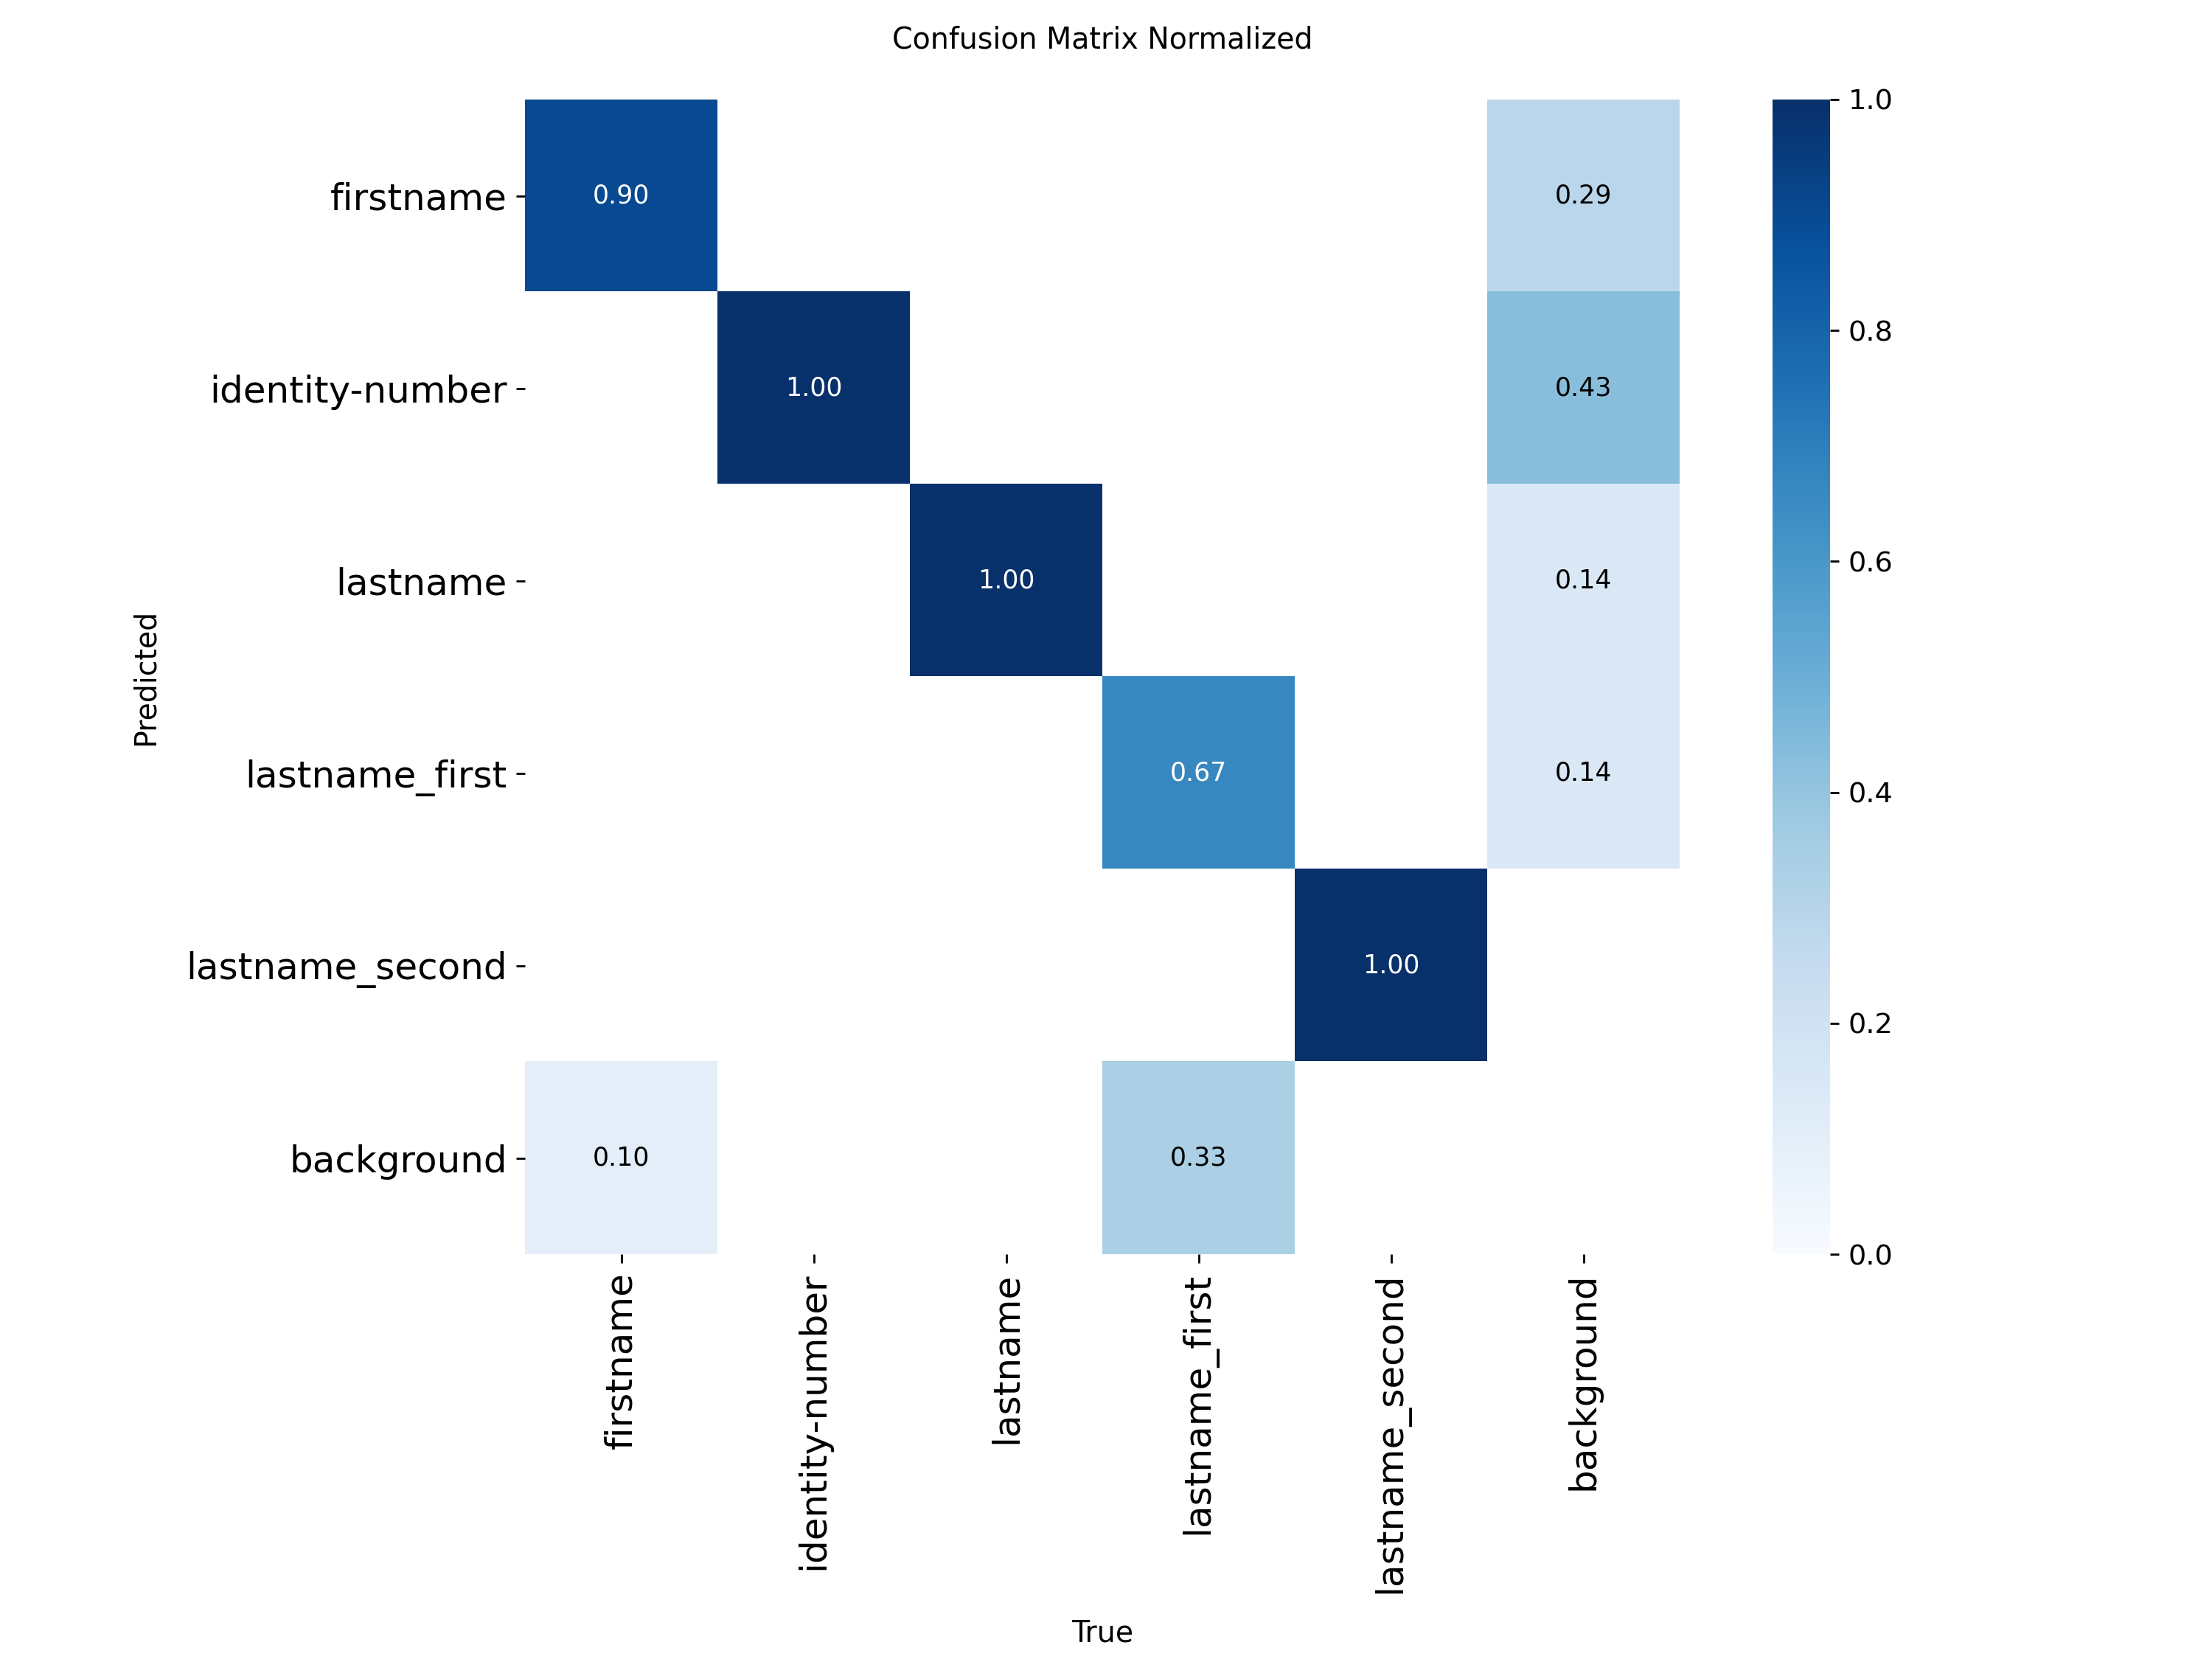 Confusion Matrix Normalized
firstname 0.90 0.29
identity-number 1.00 0.43
lastname 1.00 0.14
lastname_first 0.67 0.14
lastname_second 1.00
background 0.10 0.33
Predicted
firstname identity-number lastname lastname_first lastname_second background
True
1.0
0.8
0.6
0.4
0.2
0.0